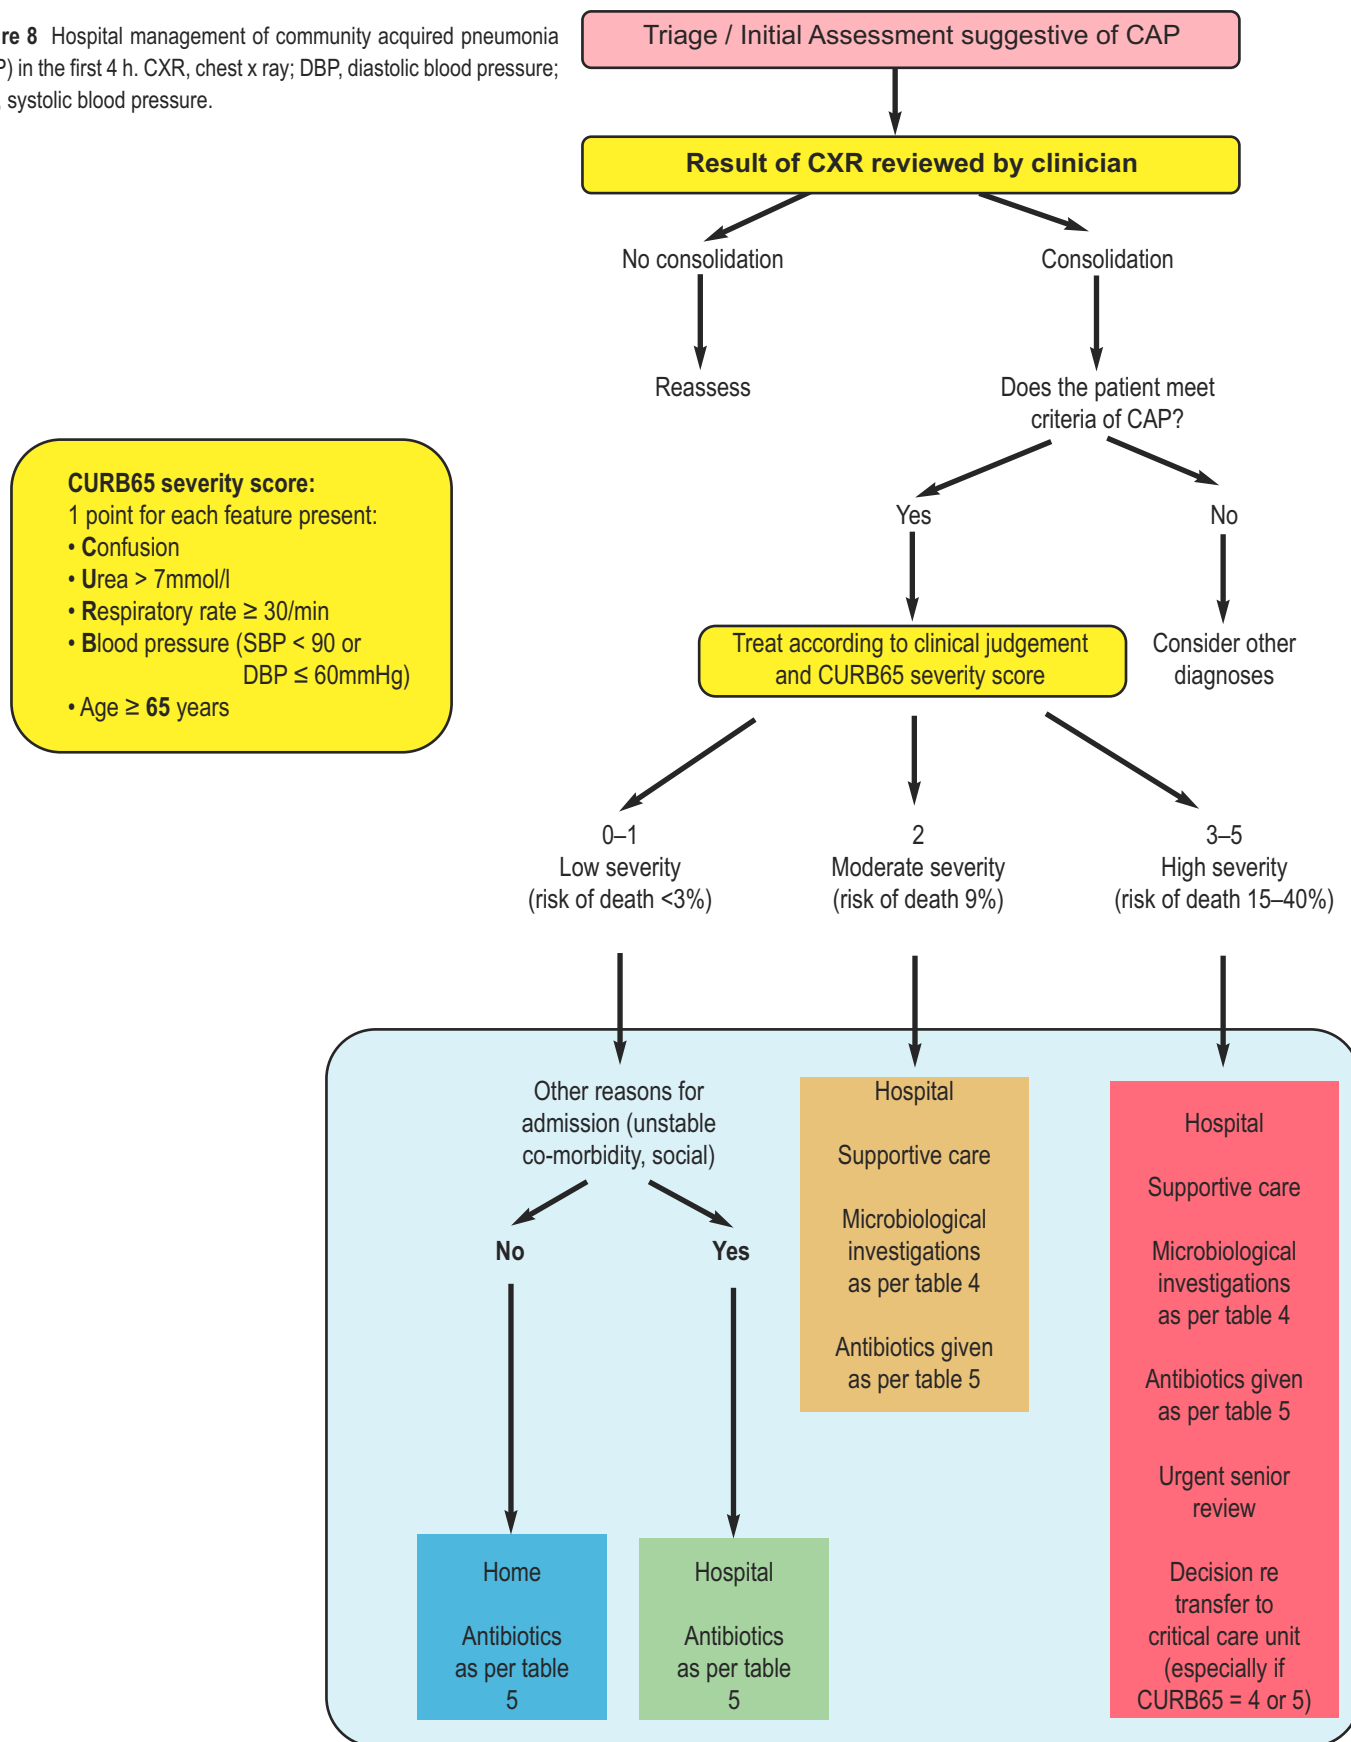 re 8 Hospital management of community acquired pneumonia
P) in the first 4 h. CXR, chest x ray; DBP, diastolic blood pressure;
, systolic blood pressure.
Triage / Initial Assessment suggestive of CAP
Result of CXR reviewed by clinician
No consolidation
Consolidation
Reassess
Does the patient meet
criteria of CAP?
CURB65 severity score:
1 point for each feature present:
• Confusion
• Urea > 7mmol/l
• Respiratory rate ≥ 30/min
• Blood pressure (SBP < 90 or
DBP ≤ 60mmHg)
• Age ≥ 65 years
Yes
No
Treat according to clinical judgement
and CURB65 severity score
Consider other
diagnoses
0–1
Low severity
(risk of death <3%)
2
Moderate severity
(risk of death 9%)
3–5
High severity
(risk of death 15–40%)
Other reasons for
admission (unstable
co-morbidity, social)
No
Yes
Home
Antibiotics
as per table
5
Hospital
Antibiotics
as per table
5
Hospital
Supportive care
Microbiological
investigations
as per table 4
Antibiotics given
as per table 5
Hospital
Supportive care
Microbiological
investigations
as per table 4
Antibiotics given
as per table 5
Urgent senior
review
Decision re
transfer to
critical care unit
(especially if
CURB65 = 4 or 5)